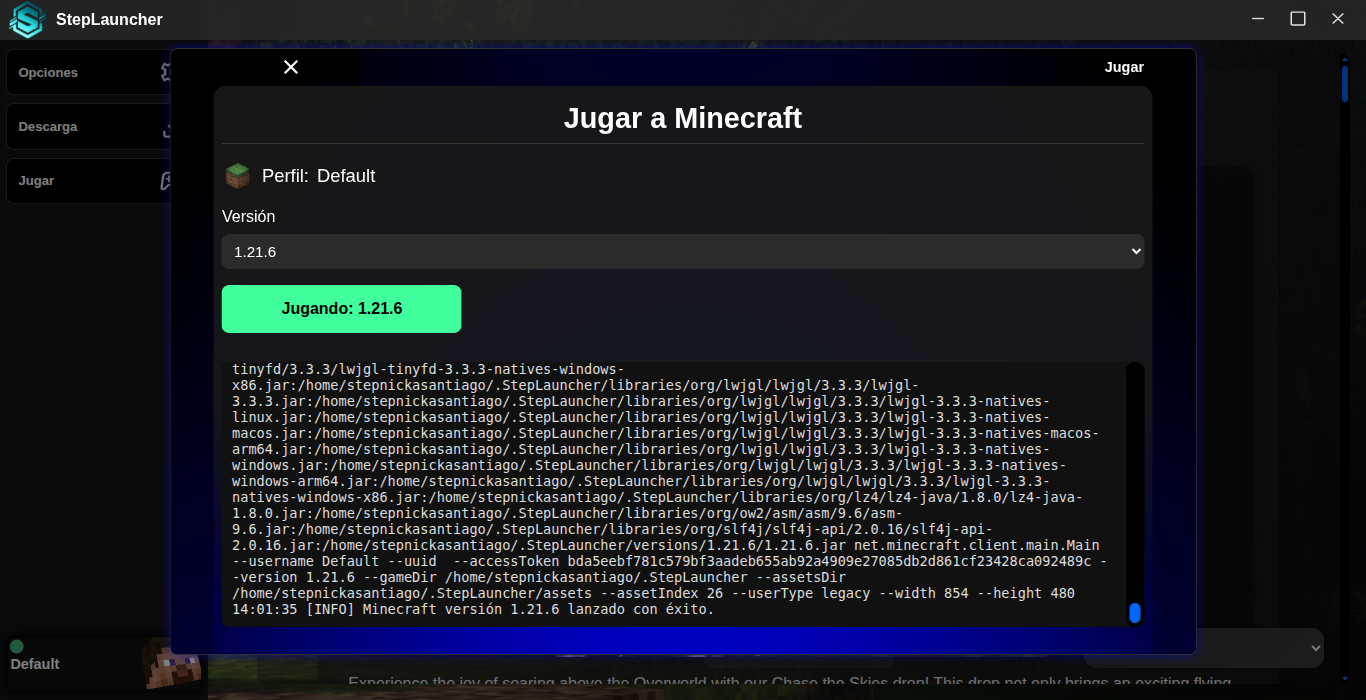 StepLauncher
Opciones
Descarga
Jugar
Jugar
Jugar a Minecraft
Perfil: Default
Versión
1.21.6
Jugando: 1.21.6
tinyfd/3.3.3/lwjgl-tinyfd-3.3.3-natives-windows-
x86.jar:/home/stepnickasantiago/.StepLauncher/libraries/org/lwjgl/lwjgl/3.3.3/lwjgl-
3.3.3.jar:/home/stepnickasantiago/.StepLauncher/libraries/org/lwjgl/lwjgl/3.3.3/lwjgl-3.3.3-natives-
linux.jar:/home/stepnickasantiago/.StepLauncher/libraries/org/lwjgl/lwjgl/3.3.3/lwjgl-3.3.3-natives-
macos.jar:/home/stepnickasantiago/.StepLauncher/libraries/org/lwjgl/lwjgl/3.3.3/lwjgl-3.3.3-natives-macos-
arm64.jar:/home/stepnickasantiago/.StepLauncher/libraries/org/lwjgl/lwjgl/3.3.3/lwjgl-3.3.3-natives-
windows.jar:/home/stepnickasantiago/.StepLauncher/libraries/org/lwjgl/lwjgl/3.3.3/lwjgl-3.3.3-natives-
windows-arm64.jar:/home/stepnickasantiago/.StepLauncher/libraries/org/lwjgl/lwjgl/3.3.3/lwjgl-3.3.3-
natives-windows-x86.jar:/home/stepnickasantiago/.StepLauncher/libraries/org/lz4/lz4-java/1.8.0/lz4-java-
1.8.0.jar:/home/stepnickasantiago/.StepLauncher/libraries/org/ow2/asm/asm/9.6/asm-
9.6.jar:/home/stepnickasantiago/.StepLauncher/libraries/org/slf4j/slf4j-api/2.0.16/slf4j-api-
2.0.16.jar:/home/stepnickasantiago/.StepLauncher/versions/1.21.6/1.21.6.jar net.minecraft.client.main.Main
--username Default --uuid  --accessToken bda5eebf781c579bf3aadeb655ab92a4909e27085db2d861cf23428ca092489c -
-version 1.21.6 --gameDir /home/stepnickasantiago/.StepLauncher --assetsDir
/home/stepnickasantiago/.StepLauncher/assets --assetIndex 26 --userType legacy --width 854 --height 480
14:01:35 [INFO] Minecraft versión 1.21.6 lanzado con éxito.
Default
Experience the joy of soaring above the Overworld with our Chase the Skies drop! This drop not only brings an exciting flying